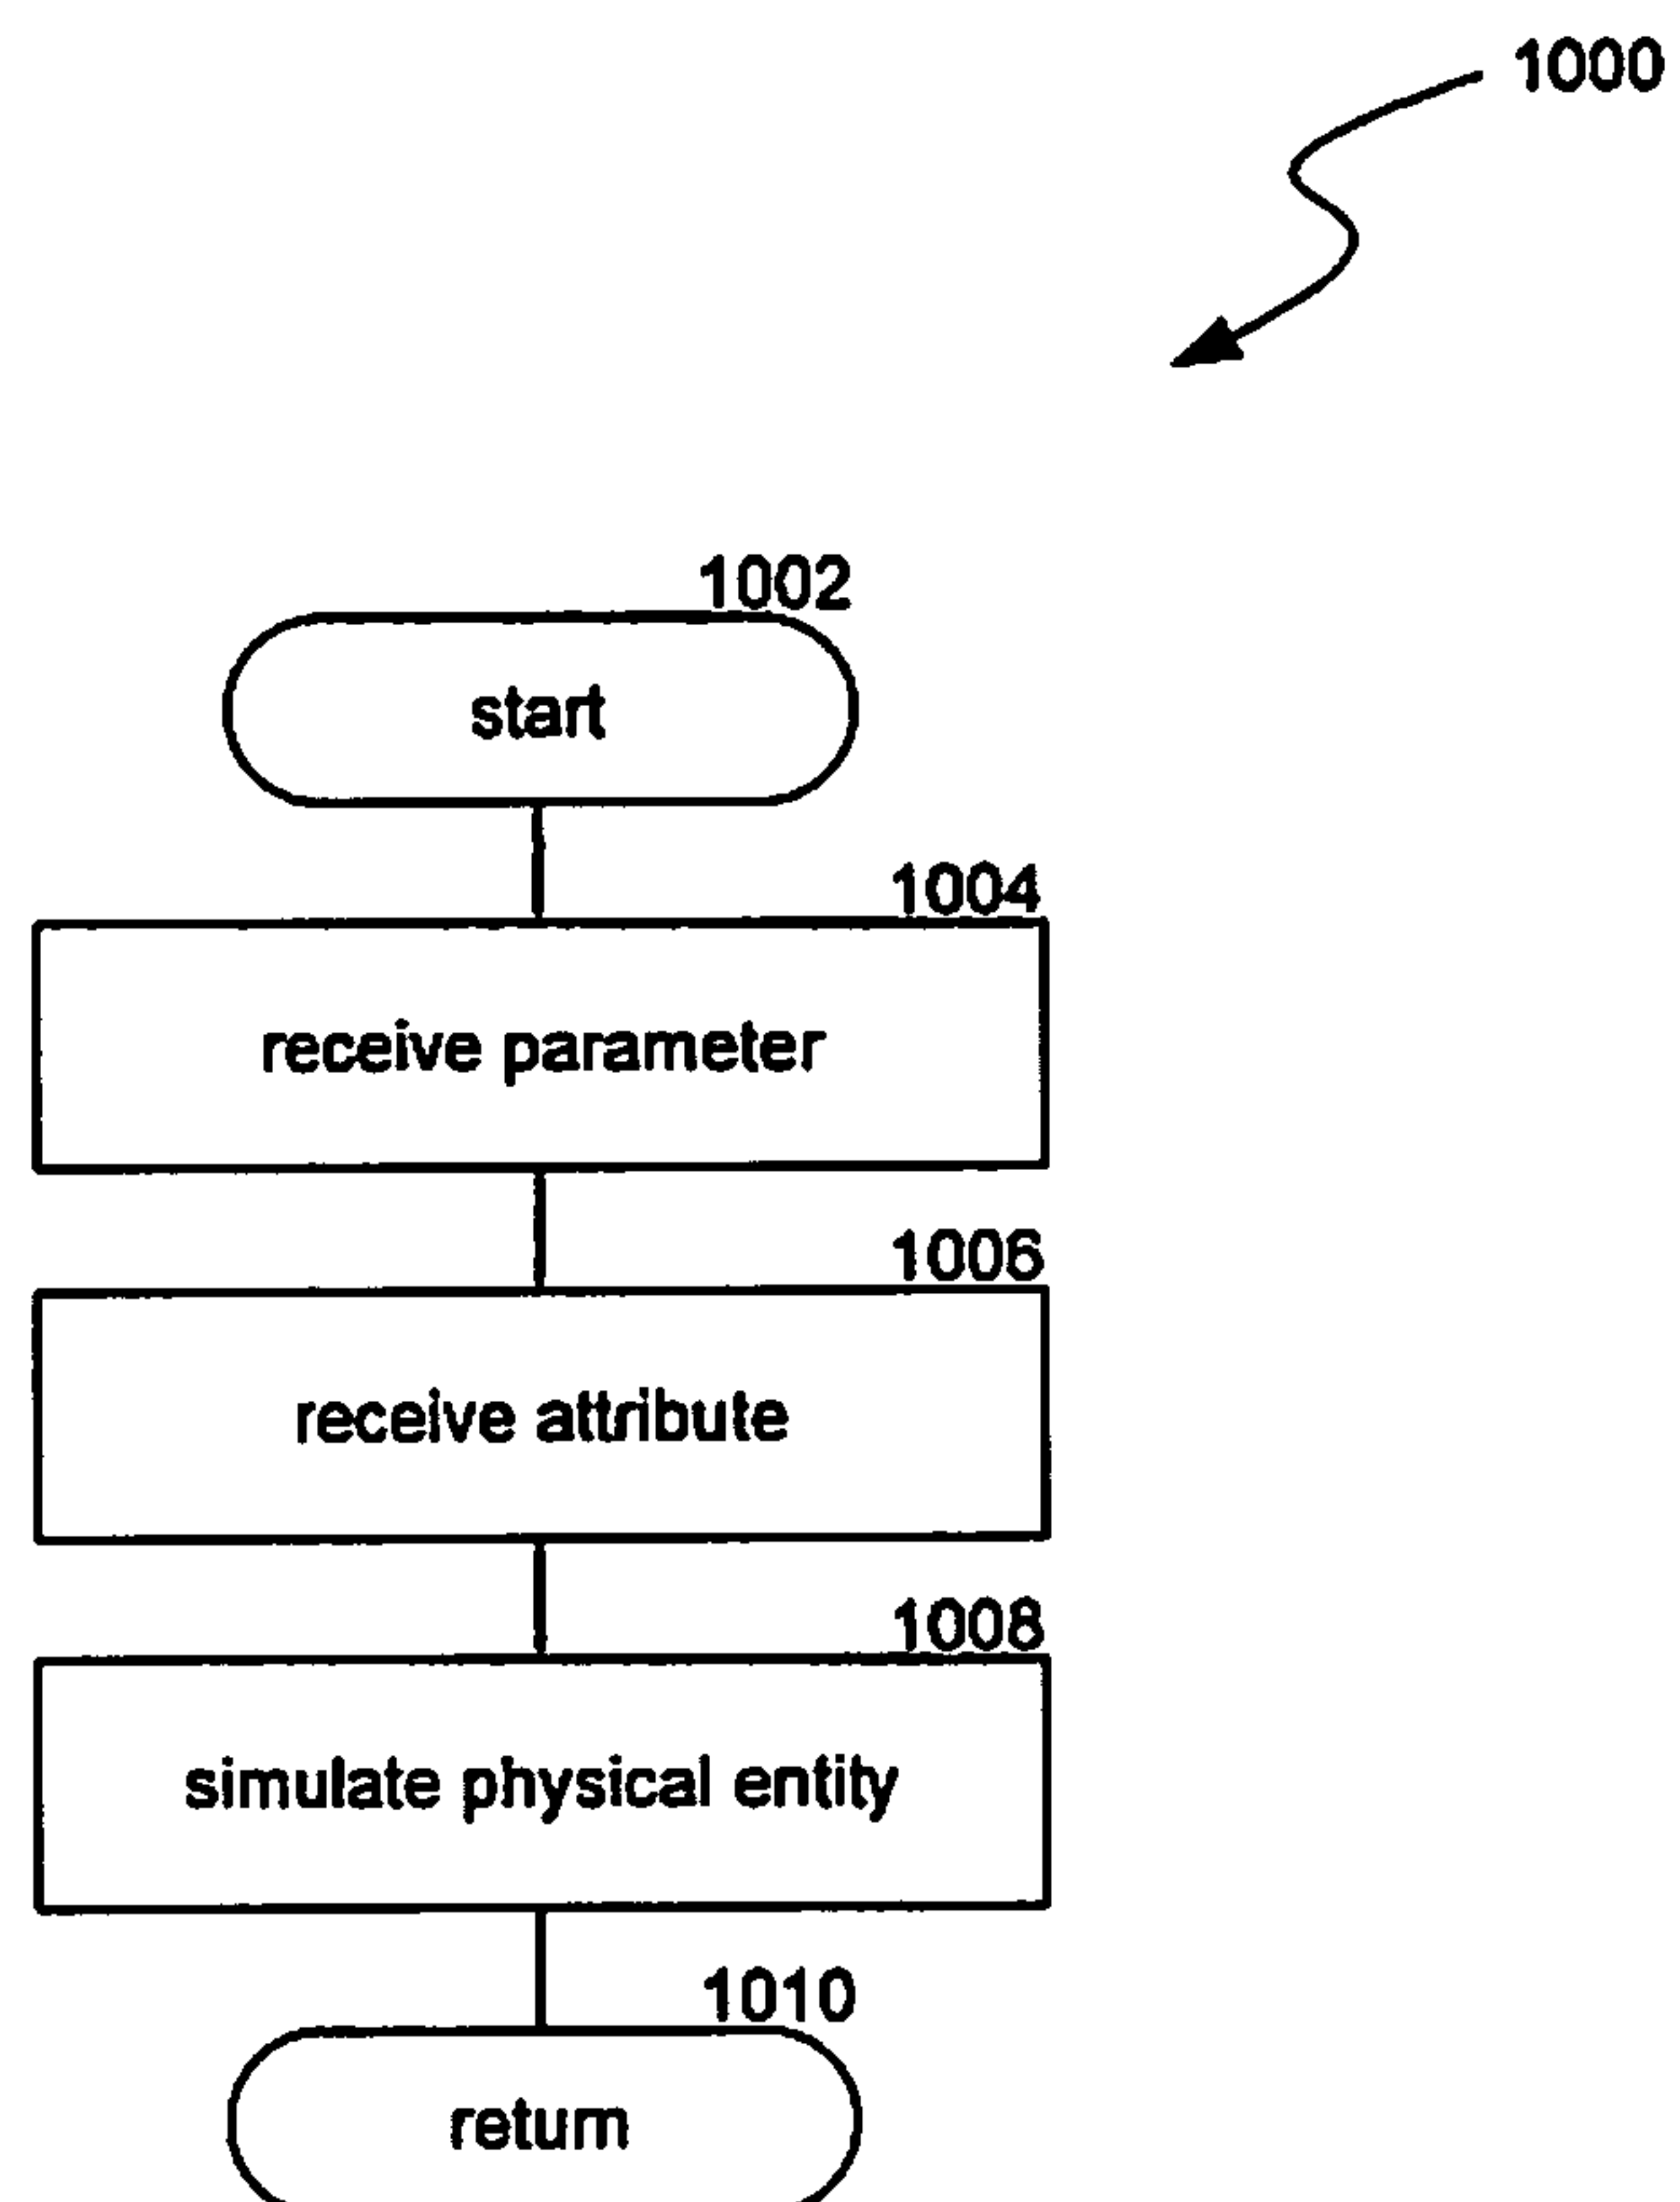 1000
1002
start
1004
receive parameter
1006
receive attribute
1008
simulate physical entity
1010
return